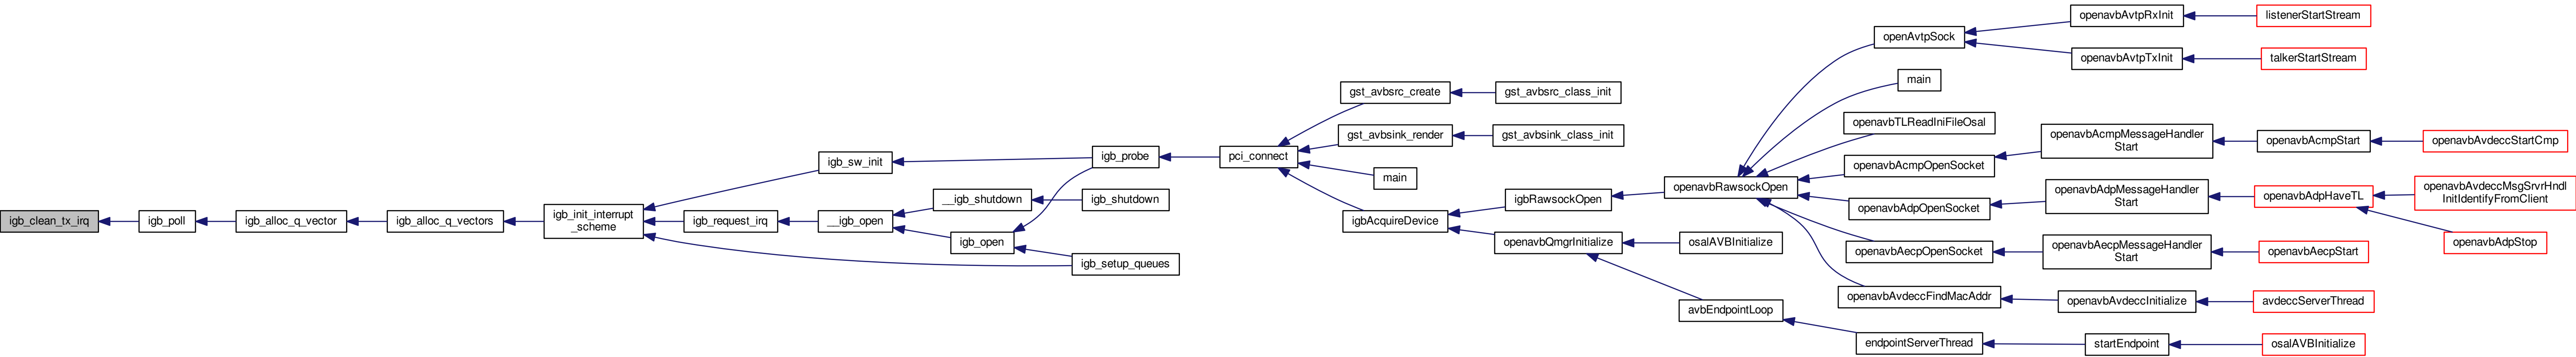 igb_clean_tx_irq
igb_poll
igb_alloc_q_vector
igb_alloc_q_vectors
igb_init_interrupt
_scheme
igb_sw_init
igb_request_irq
__igb_open
__igb_shutdown
igb_open
igb_probe
igb_shutdown
igb_setup_queues
pci_connect
gst_avbsrc_create
gst_avbsink_render
main
igbAcquireDevice
gst_avbsrc_class_init
gst_avbsink_class_init
igbRawsockOpen
openavbQmgrInitialize
openavbRawsockOpen
osalAVBInitialize
avbEndpointLoop
openAvtpSock
main
openavbTLReadIniFileOsal
openavbAcmpOpenSocket
openavbAdpOpenSocket
openavbAecpOpenSocket
openavbAvdeccFindMacAddr
endpointServerThread
openavbAvtpRxInit
openavbAvtpTxInit
openavbAcmpMessageHandler
Start
openavbAdpMessageHandler
Start
openavbAecpMessageHandler
Start
openavbAvdeccInitialize
startEndpoint
listenerStartStream
talkerStartStream
openavbAcmpStart
openavbAdpHaveTL
openavbAecpStart
avdeccServerThread
osalAVBInitialize
openavbAvdeccStartCmp
openavbAvdeccMsgSrvrHndl
InitIdentifyFromClient
openavbAdpStop